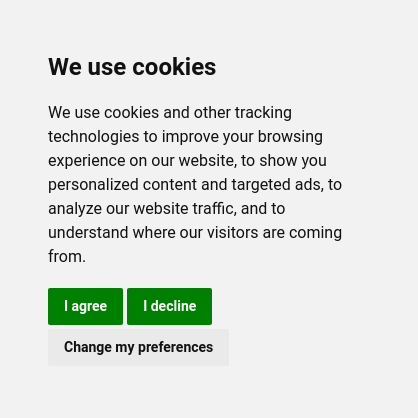 We use cookies
We use cookies and other tracking
technologies to improve your browsing
experience on our website, to show you
personalized content and targeted ads, to
analyze our website traffic, and to
understand where our visitors are coming
from.
I agree I decline
Change my preferences